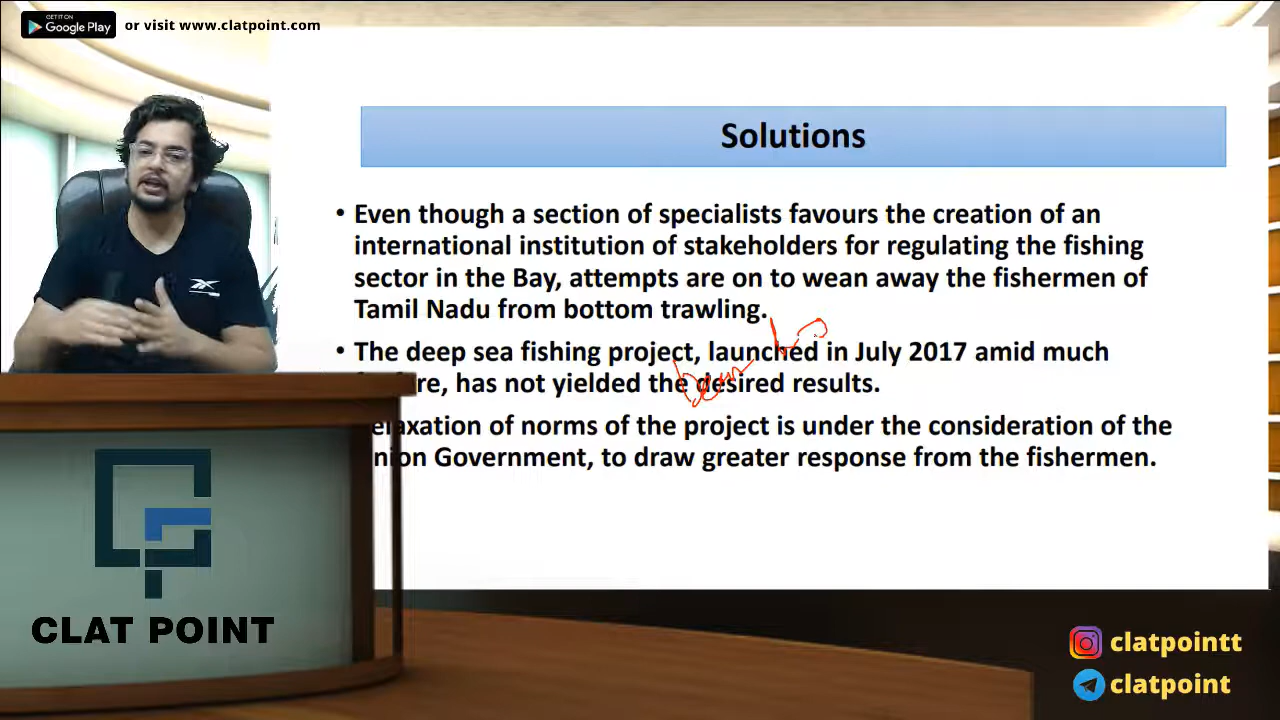 GET IT ON
Google Play
or visit www.clatpoint.com
Solutions
• Even though a section of specialists favours the creation of an
international institution of stakeholders for regulating the fishing
sector in the Bay, attempts are on to wean away the fishermen of
Tamil Nadu from bottom trawling.
• The deep sea fishing project, launched in July 2017 amid much
has not yielded the desired results.
of norms of the project is under the consideration of the
Government, to draw greater response from the fishermen.
CLAT POINT
clatpointt
clatpoint